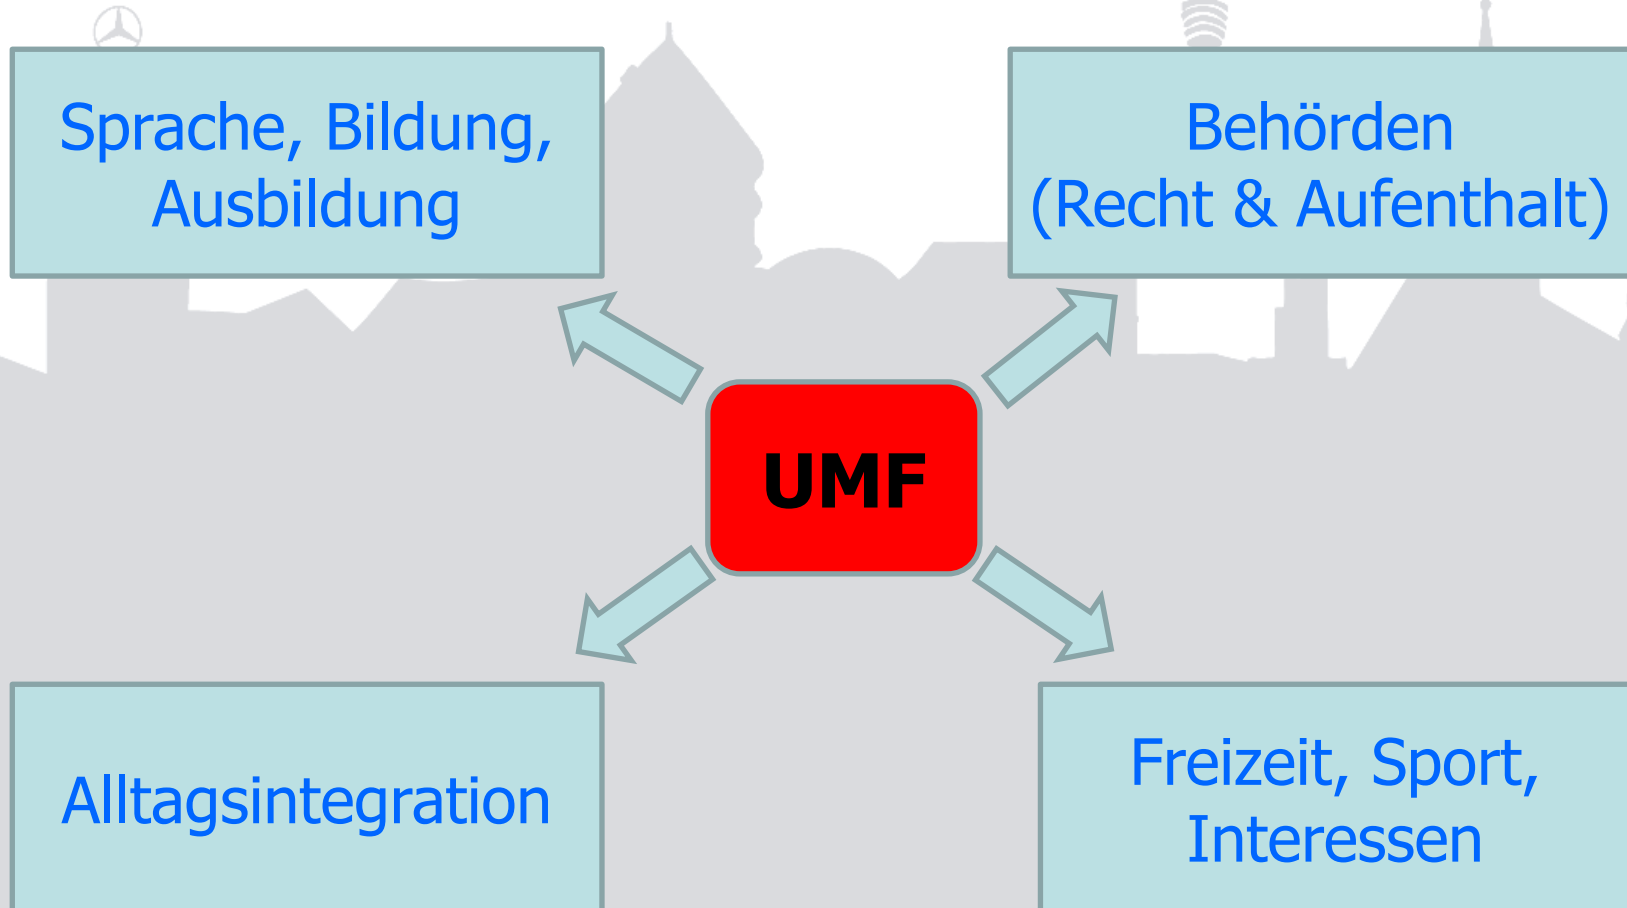 Sprache, Bildung,
Ausbildung
Behörden
(Recht & Aufenthalt)
UMF
Alltagsintegration
Freizeit, Sport,
Interessen